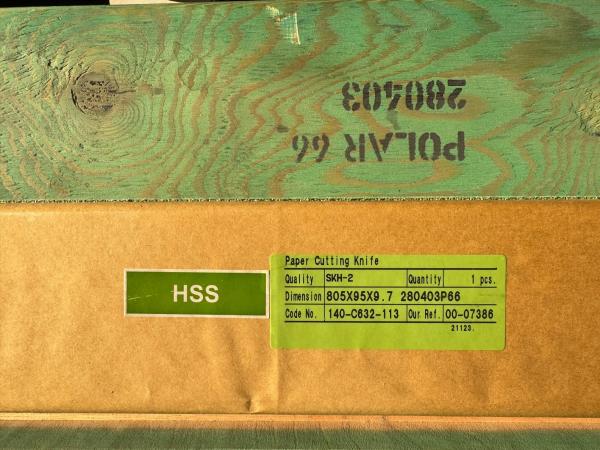 280403
POLAR 66
HSS
Paper Cutting Knife
Quality SKH-2 Quantity 1 pcs.
Dimension 805X95X9.7 280403P66
Code No. 140-C632-113 Our Ref. 00-07386
21123.